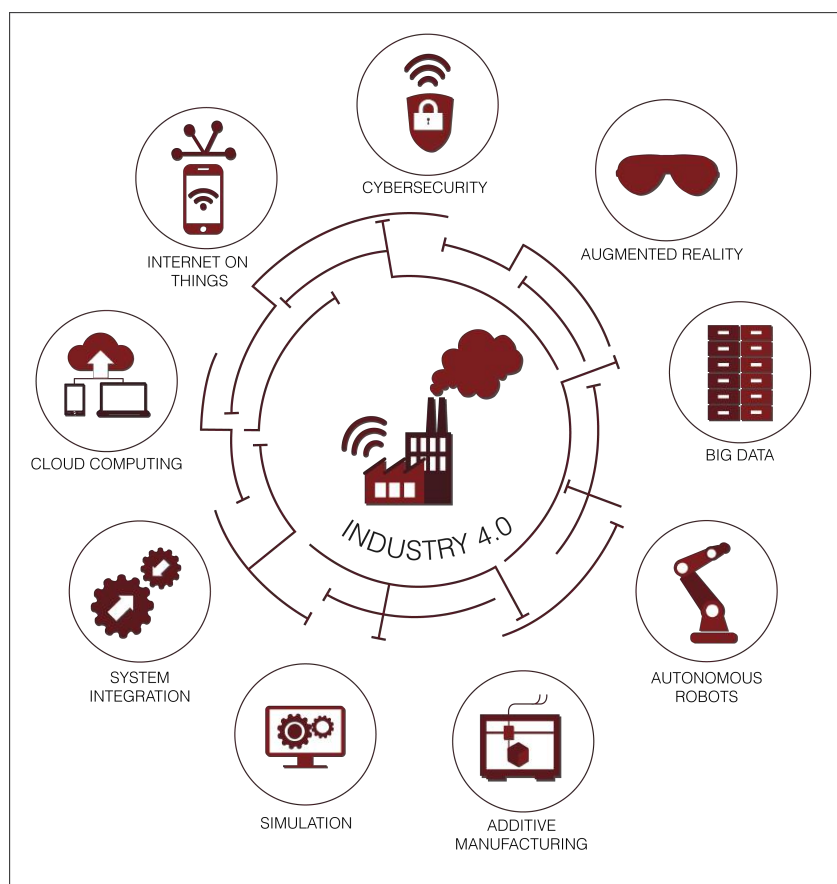 CYBERSECURITY
AUGMENTED REALITY
INTERNET ON
THINGS
BIG DATA
CLOUD COMPUTING
INDUSTRY 4.0
SYSTEM
INTEGRATION
AUTONOMOUS
ROBOTS
SIMULATION
ADDITIVE
MANUFACTURING